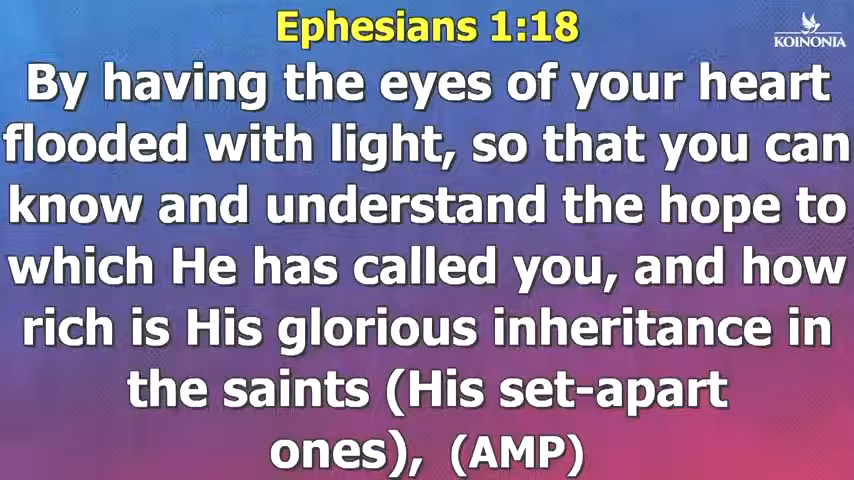 Ephesians 1:18
KOINONIA
By having the eyes of your heart
flooded with light, so that you can
know and understand the hope to
which He has called you, and how
rich is His glorious inheritance in
the saints (His set-apart
ones), (AMP)